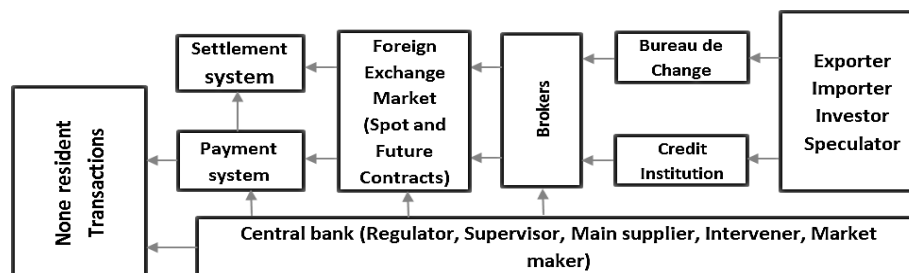 None resident
Transactions
Settlement
system
Payment
system
Foreign
Exchange
Market
(Spot and
Future
Contracts)
Brokers
Bureau de
Change
Credit
Institution
Exporter
Importer
Investor
Speculator
Central bank (Regulator, Supervisor, Main supplier, Intervener, Market
maker)